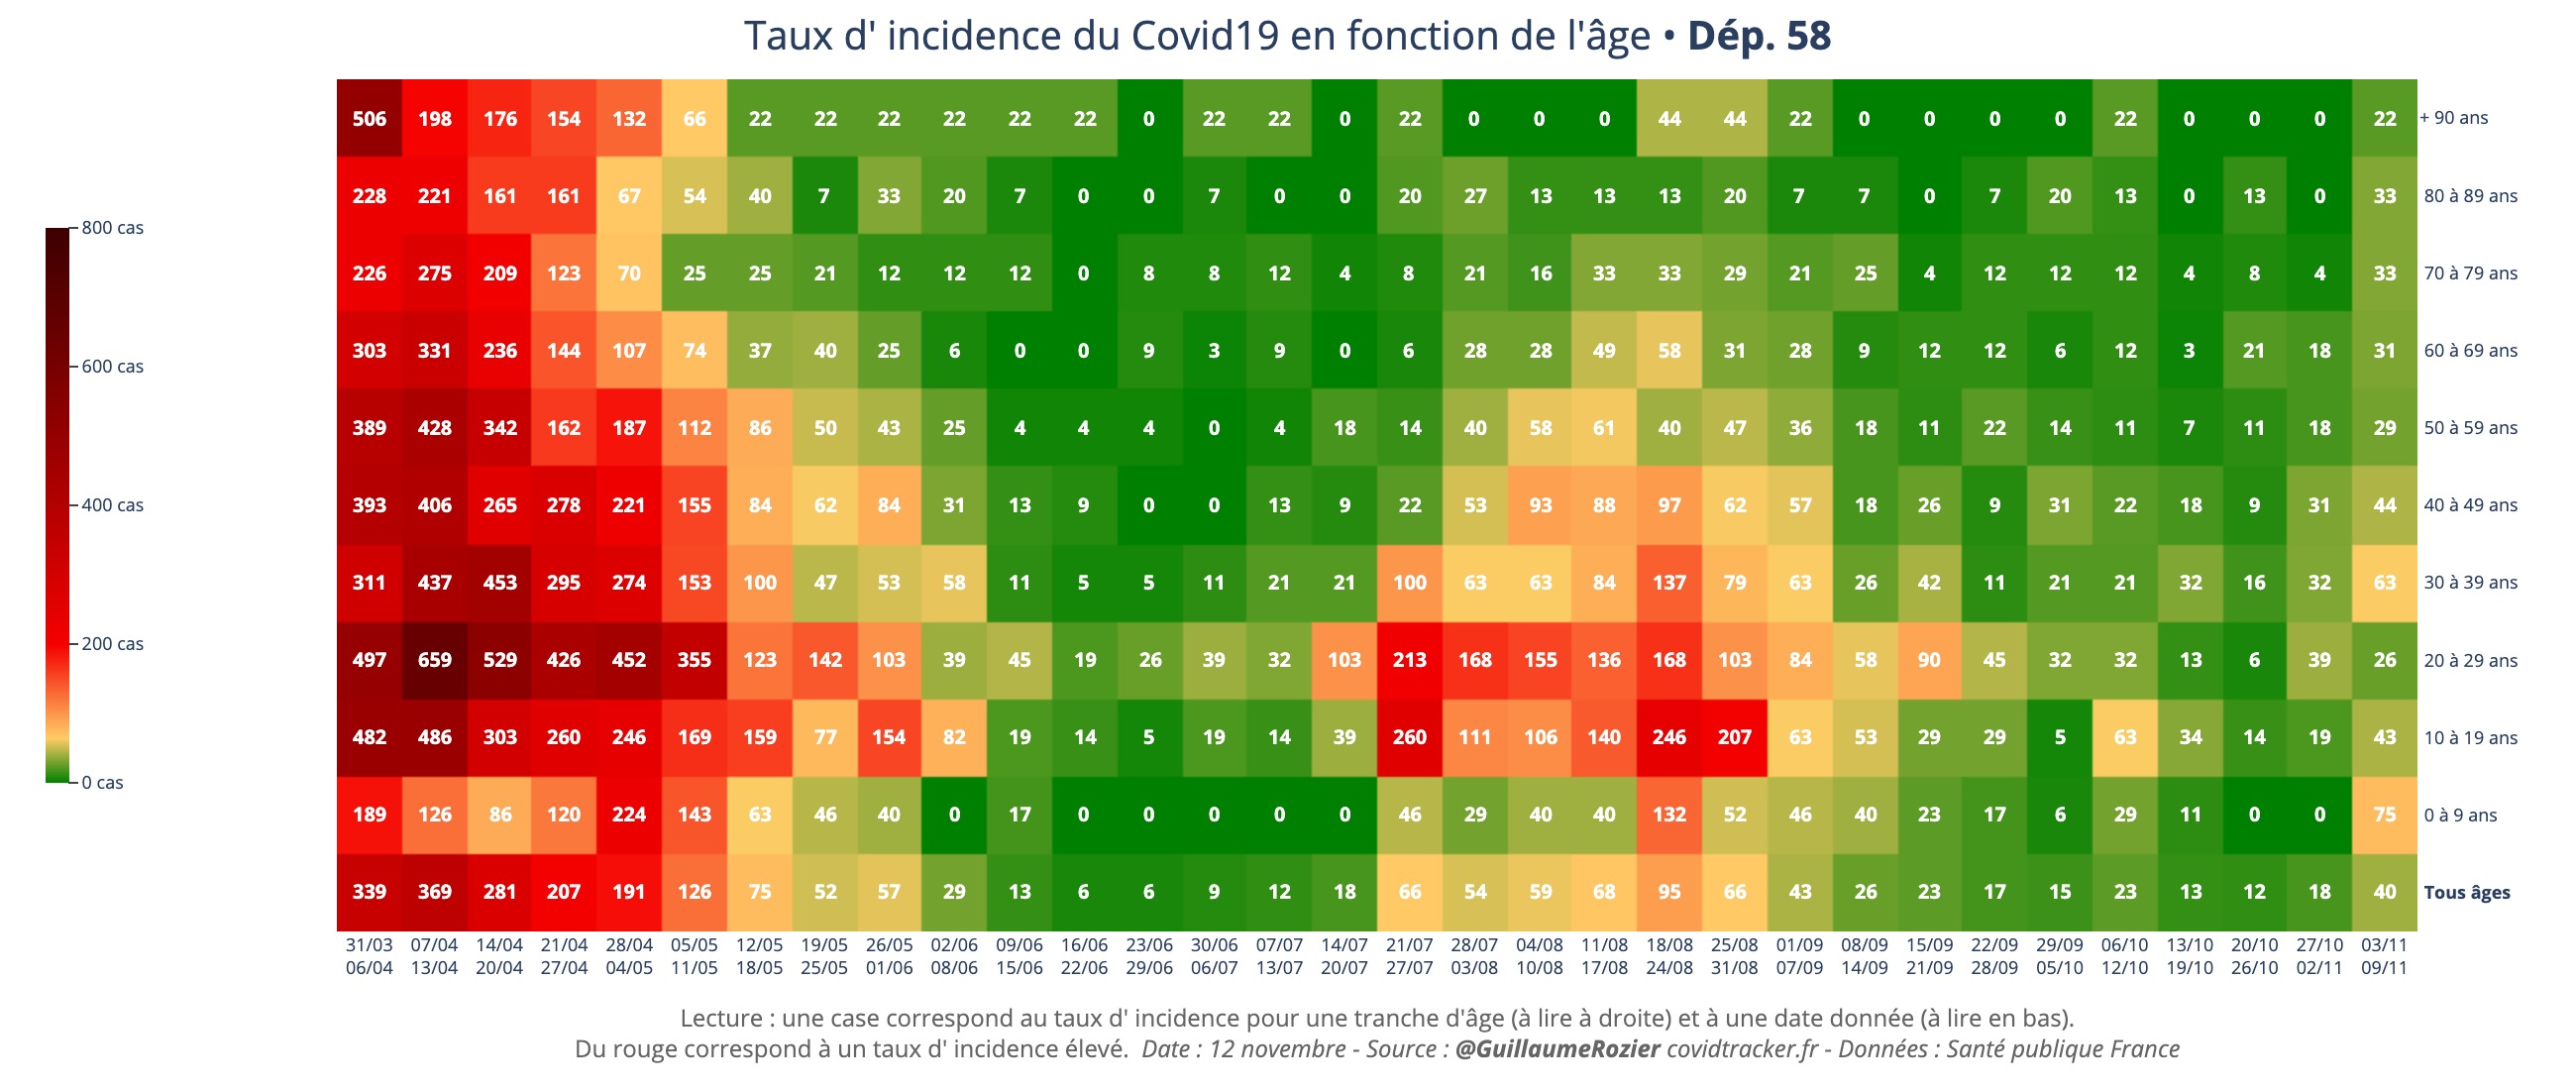 Taux d' incidence du Covid19 en fonction de l'âge • Dép. 58
800 cas
600 cas
400 cas
200 cas
0 cas
506 198 176 154 132 66 22 22 22 22 22 22 0 22 22 0 22 0 0 0 44 44 22 0 0 0 0 22 0 0 0 22 + 90 ans
228 221 161 161 67 54 40 7 33 20 7 0 0 7 0 0 20 27 13 13 13 20 7 7 0 7 20 13 0 13 0 33 80 à 89 ans
226 275 209 123 70 25 25 21 12 12 12 0 8 8 12 4 8 21 16 33 33 29 21 25 4 12 12 12 4 8 4 33 70 à 79 ans
303 331 236 144 107 74 37 40 25 6 0 0 9 3 9 0 6 28 28 49 58 31 28 9 12 12 6 12 3 21 18 31 60 à 69 ans
389 428 342 162 187 112 86 50 43 25 4 4 4 0 4 18 14 40 58 61 40 47 36 18 11 22 14 11 7 11 18 29 50 à 59 ans
393 406 265 278 221 155 84 62 84 31 13 9 0 0 13 9 22 53 93 88 97 62 57 18 26 9 31 22 18 9 31 44 40 à 49 ans
311 437 453 295 274 153 100 47 53 58 11 5 5 11 21 21 100 63 63 84 137 79 63 26 42 11 21 21 32 16 32 63 30 à 39 ans
497 659 529 426 452 355 123 142 103 39 45 19 26 39 32 103 213 168 155 136 168 103 84 58 90 45 32 32 13 6 39 26 20 à 29 ans
482 486 303 260 246 169 159 77 154 82 19 14 5 19 14 39 260 111 106 140 246 207 63 53 29 29 5 63 34 14 19 43 10 à 19 ans
189 126 86 120 224 143 63 46 40 0 17 0 0 0 0 0 46 29 40 40 132 52 46 40 23 17 6 29 11 0 0 75 0 à 9 ans
339 369 281 207 191 126 75 52 57 29 13 6 6 9 12 18 66 54 59 68 95 66 43 26 23 17 15 23 13 12 18 40 Tous âges
31/03 07/04 14/04 21/04 28/04 05/05 12/05 19/05 26/05 02/06 09/06 16/06 23/06 30/06 07/07 14/07 21/07 28/07 04/08 11/08 18/08 25/08 01/09 08/09 15/09 22/09 29/09 06/10 13/10 20/10 27/10 03/11
06/04 13/04 20/04 27/04 04/05 11/05 18/05 25/05 01/06 08/06 15/06 22/06 29/06 06/07 13/07 20/07 27/07 03/08 10/08 17/08 24/08 31/08 07/09 14/09 21/09 28/09 05/10 12/10 19/10 26/10 02/11 09/11
Lecture : une case correspond au taux d' incidence pour une tranche d'âge (à lire à droite) et à une date donnée (à lire en bas).
Du rouge correspond à un taux d' incidence élevé. Date : 12 novembre - Source : @GuillaumeRozier covidtracker.fr - Données : Santé publique France